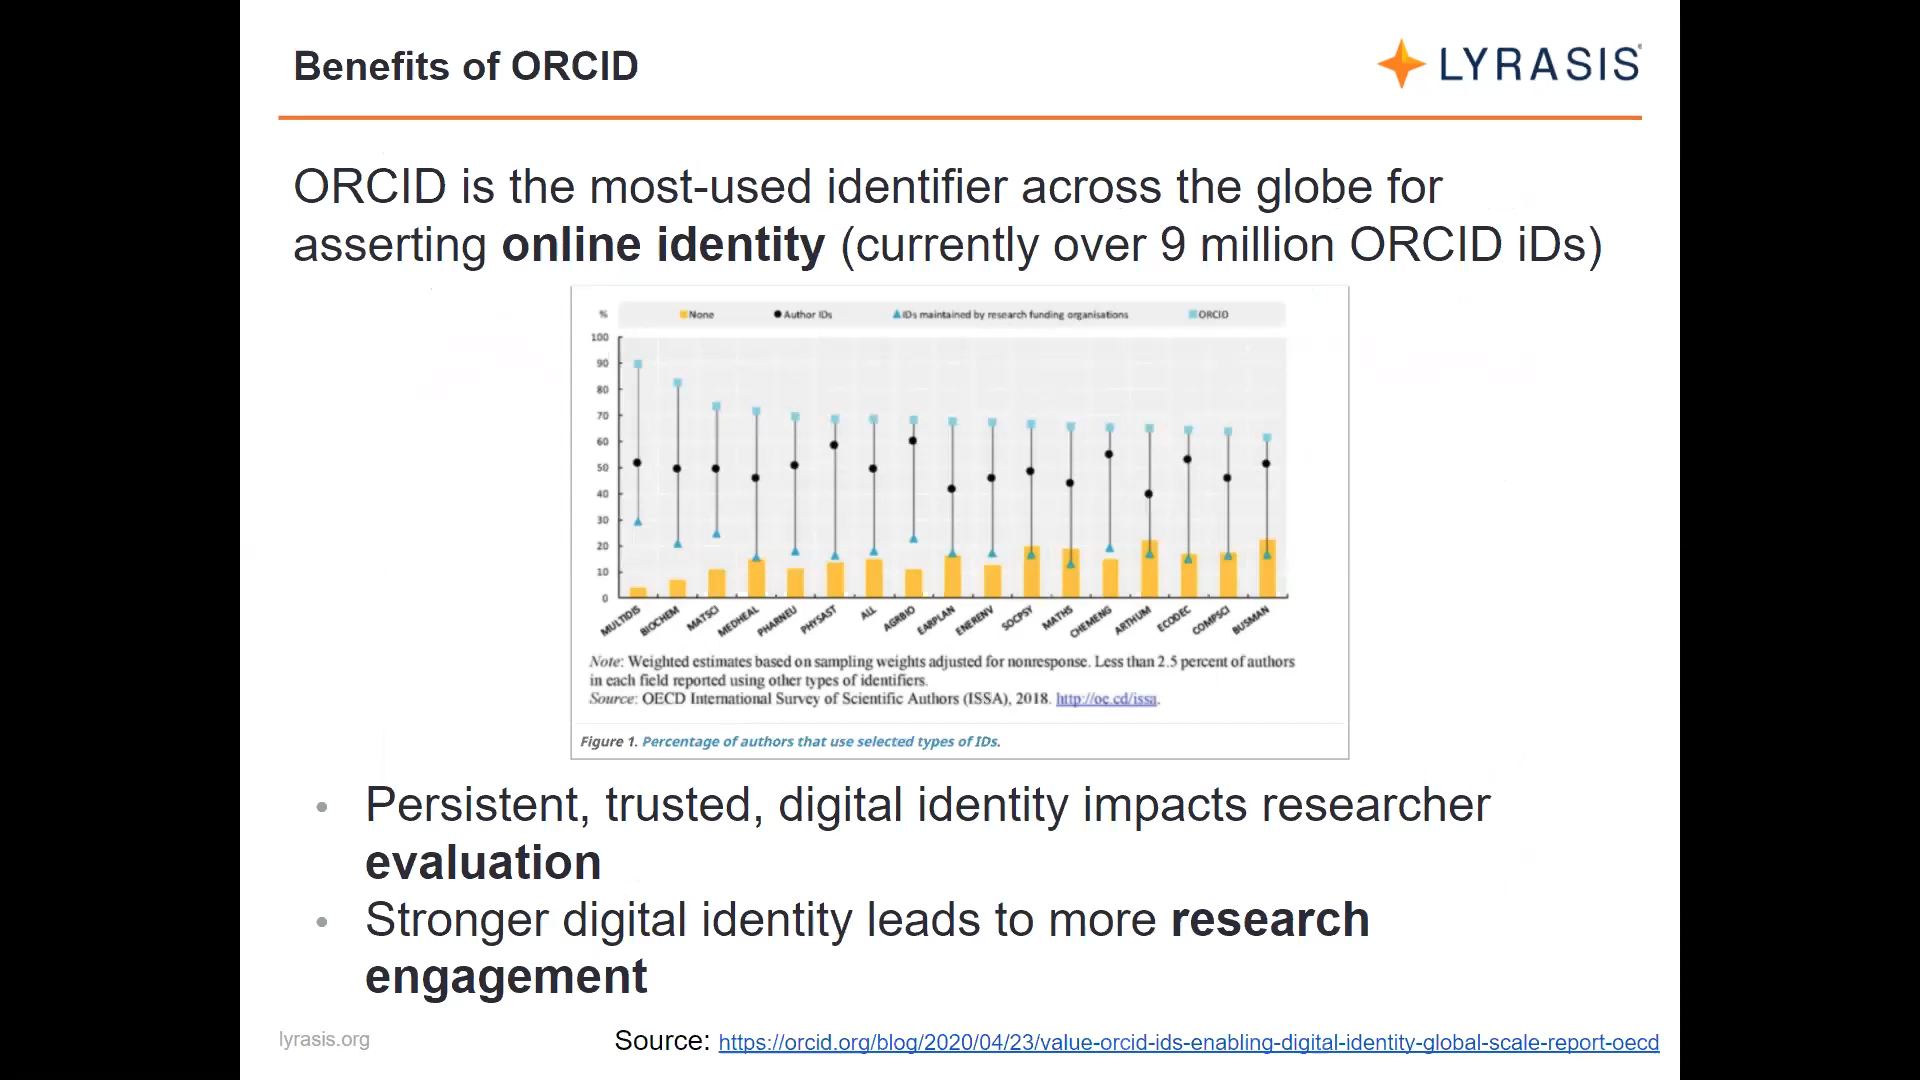 Benefits of ORCID
LYRASIS
ORCID is the most-used identifier across the globe for
asserting online identity (currently over 9 million ORCID iDs)
% None Author IDs IDs maintained by research funding organisations ORCID
100
90
80
70
60
50
40
30
20
10
0
MULTIDIS BIOCHEM MATSCI MEDHEAL PHARNEU PHYSAST ALL AGRBIO EARPLAN ENERENV SOCPSY MATHS CHEMENG ARTHUM ECODEC COMPSCI BUSMAN
Note: Weighted estimates based on sampling weights adjusted for nonresponse. Less than 2.5 percent of authors
in each field reported using other types of identifiers.
Source: OECD International Survey of Scientific Authors (ISSA), 2018. http://oe.cd/issa.
Figure 1. Percentage of authors that use selected types of IDs.
• Persistent, trusted, digital identity impacts researcher
evaluation
• Stronger digital identity leads to more research
engagement
lyrasis.org
Source: https://orcid.org/blog/2020/04/23/value-orcid-ids-enabling-digital-identity-global-scale-report-oecd